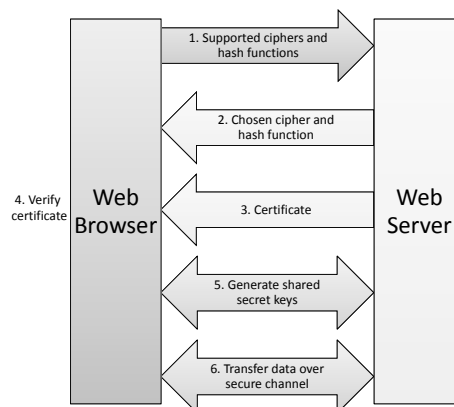 1. Supported ciphers and
hash functions
2. Chosen cipher and
hash function
4. Verify
certificate
Web
Browser
3. Certificate
Web
Server
5. Generate shared
secret keys
6. Transfer data over
secure channel